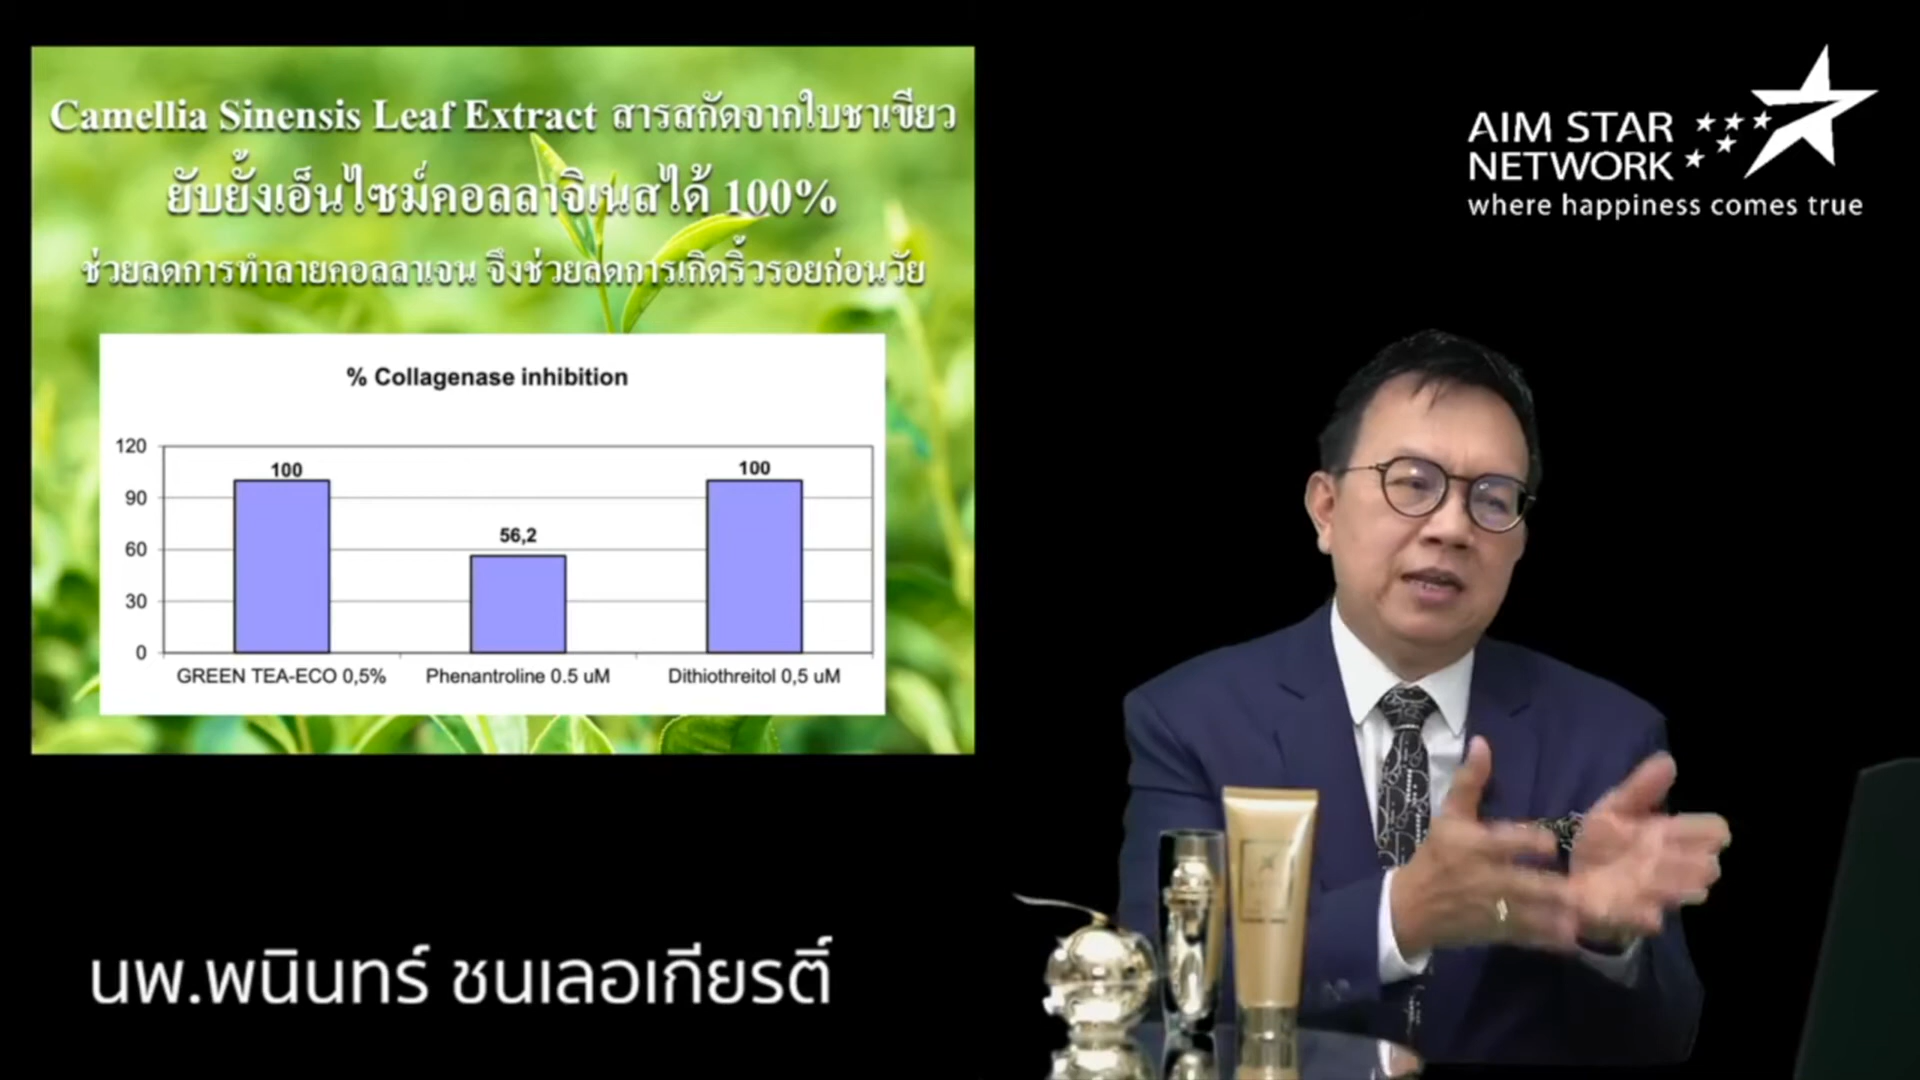 Camellia Sinensis Leaf Extract สารสกัดจากใบชาเขียว
ยับยั้งเอ็นไซม์คอลลาจิเนสได้ 100%
ช่วยลดการทำลายคอลลาเจน จึงช่วยลดการเกิดริ้วรอยก่อนวัย
% Collagenase inhibition
120
90
60
30
0
100
56,2
100
GREEN TEA-ECO 0,5%
Phenantroline 0.5 uM
Dithiothreitol 0,5 uM
AIM STAR
NETWORK
where happiness comes true
นพ.พนินทร์ ชนเลอเกียรติ์